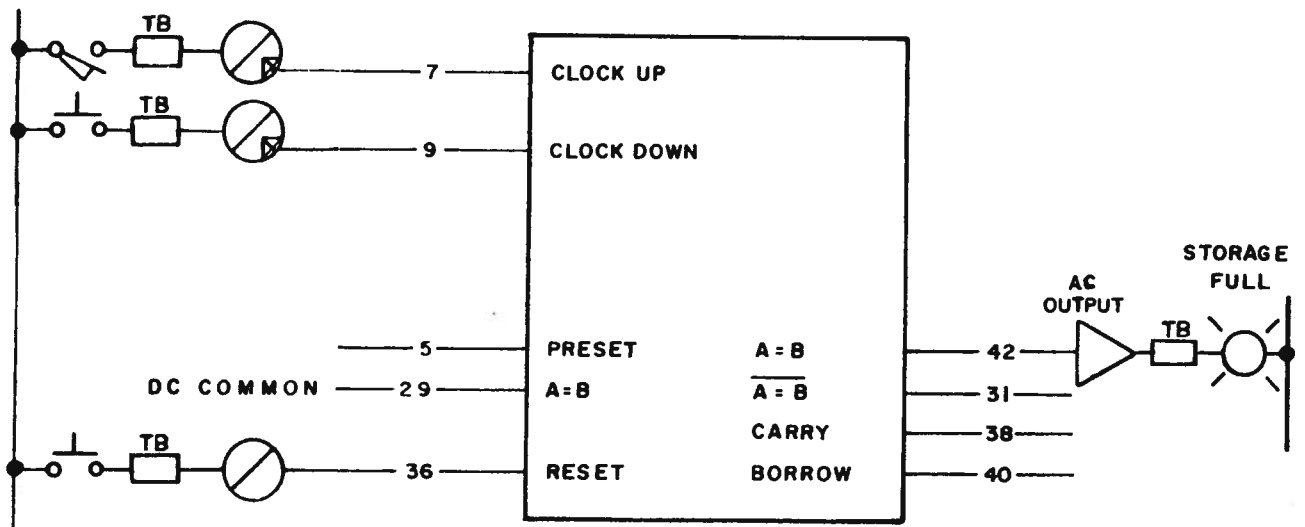 TB
7
CLOCK UP
TB
9
CLOCK DOWN
STORAGE
FULL
AC
OUTPUT
TB
5
PRESET
A = B
42
DC COMMON
29
A=B
A̅ ̅=̅ ̅B̅
31
CARRY
38
TB
36
RESET
BORROW
40